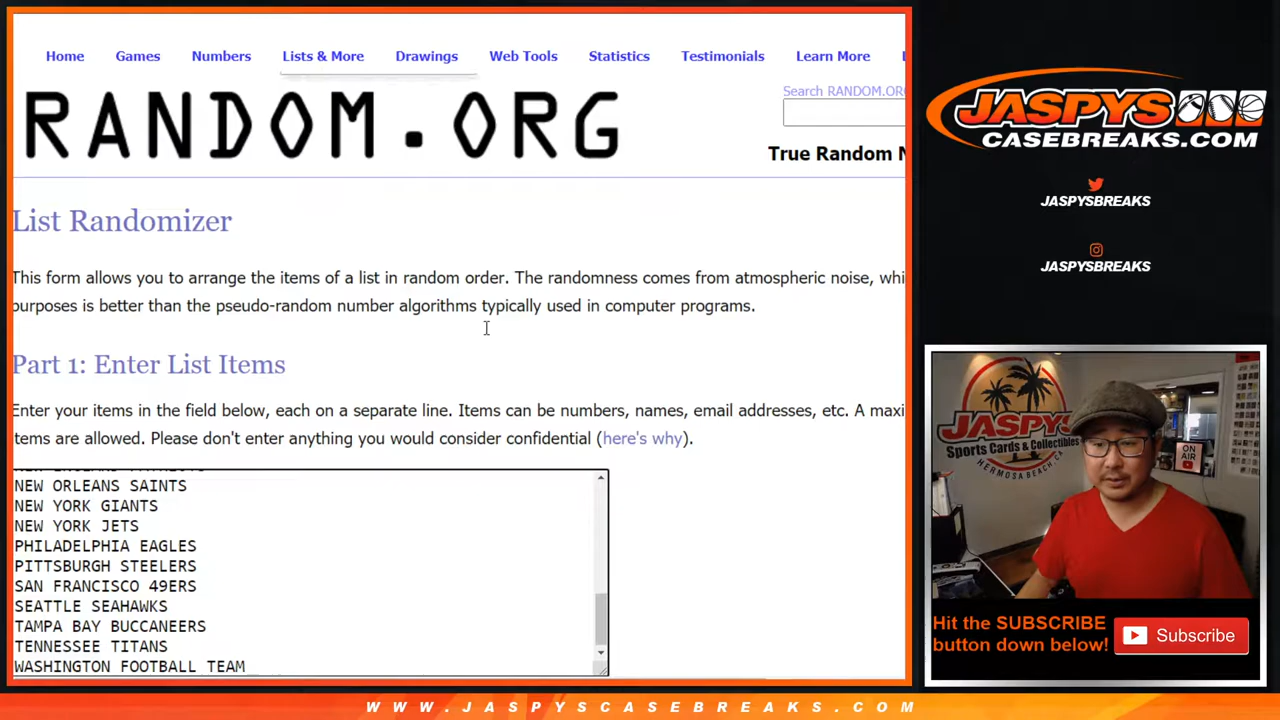 Home Games Numbers Lists & More Drawings Web Tools Statistics Testimonials Learn More
RANDOM.ORG
Search RANDOM.ORG
True Random N
List Randomizer
This form allows you to arrange the items of a list in random order. The randomness comes from atmospheric noise, whi
purposes is better than the pseudo-random number algorithms typically used in computer programs.
Part 1: Enter List Items
Enter your items in the field below, each on a separate line. Items can be numbers, names, email addresses, etc. A maxi
items are allowed. Please don't enter anything you would consider confidential (here's why).
NEW ENGLAND PATRIOTS
NEW ORLEANS SAINTS
NEW YORK GIANTS
NEW YORK JETS
PHILADELPHIA EAGLES
PITTSBURGH STEELERS
SAN FRANCISCO 49ERS
SEATTLE SEAHAWKS
TAMPA BAY BUCCANEERS
TENNESSEE TITANS
WASHINGTON FOOTBALL TEAM
JASPYS
CASEBREAKS.COM
JASPYSBREAKS
JASPYSBREAKS
JASPYS
Sports Cards & Collectibles
HERMOSA BEACH, CA
ON
AIR
Hit the SUBSCRIBE
button down below!
Subscribe
WWW.JASPYSCASEBREAKS.COM